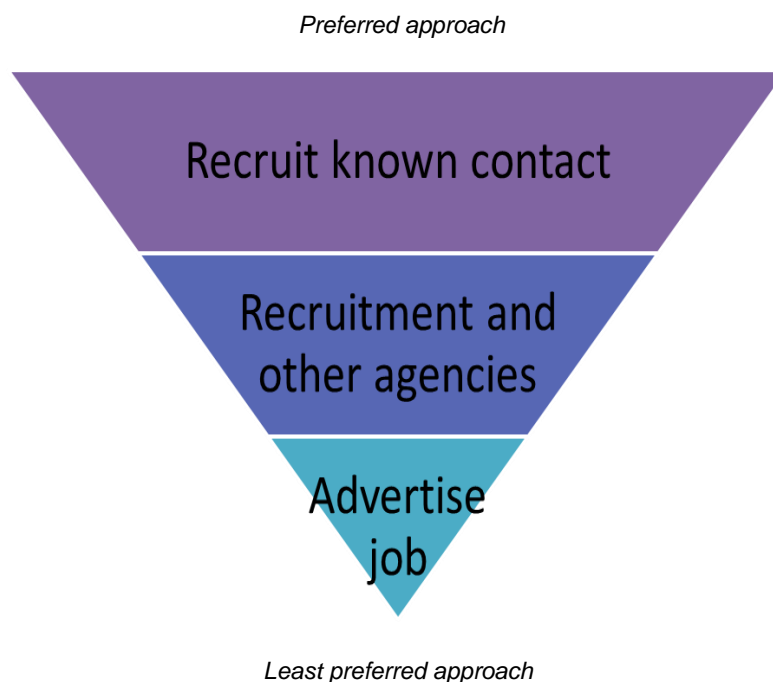 Preferred approach
Recruit known contact
Recruitment and
other agencies
Advertise
job
Least preferred approach